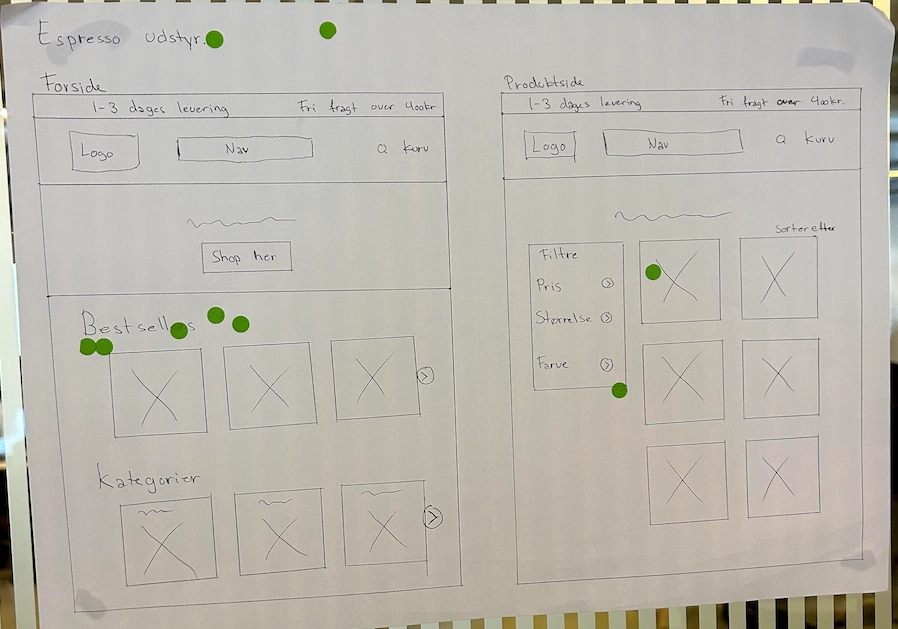 Espresso udstyr.
Forside
1-3 dages levering Fri fragt over 400kr
Logo
Nav
Q Kurv
Shop her
Bestsellers
Kategorier
Produktside
1-3 dages levering Fri fragt over 400kr.
Logo
Nav
Q Kurv
Sorter efter
Filtre
Pris
Størrelse
Farve